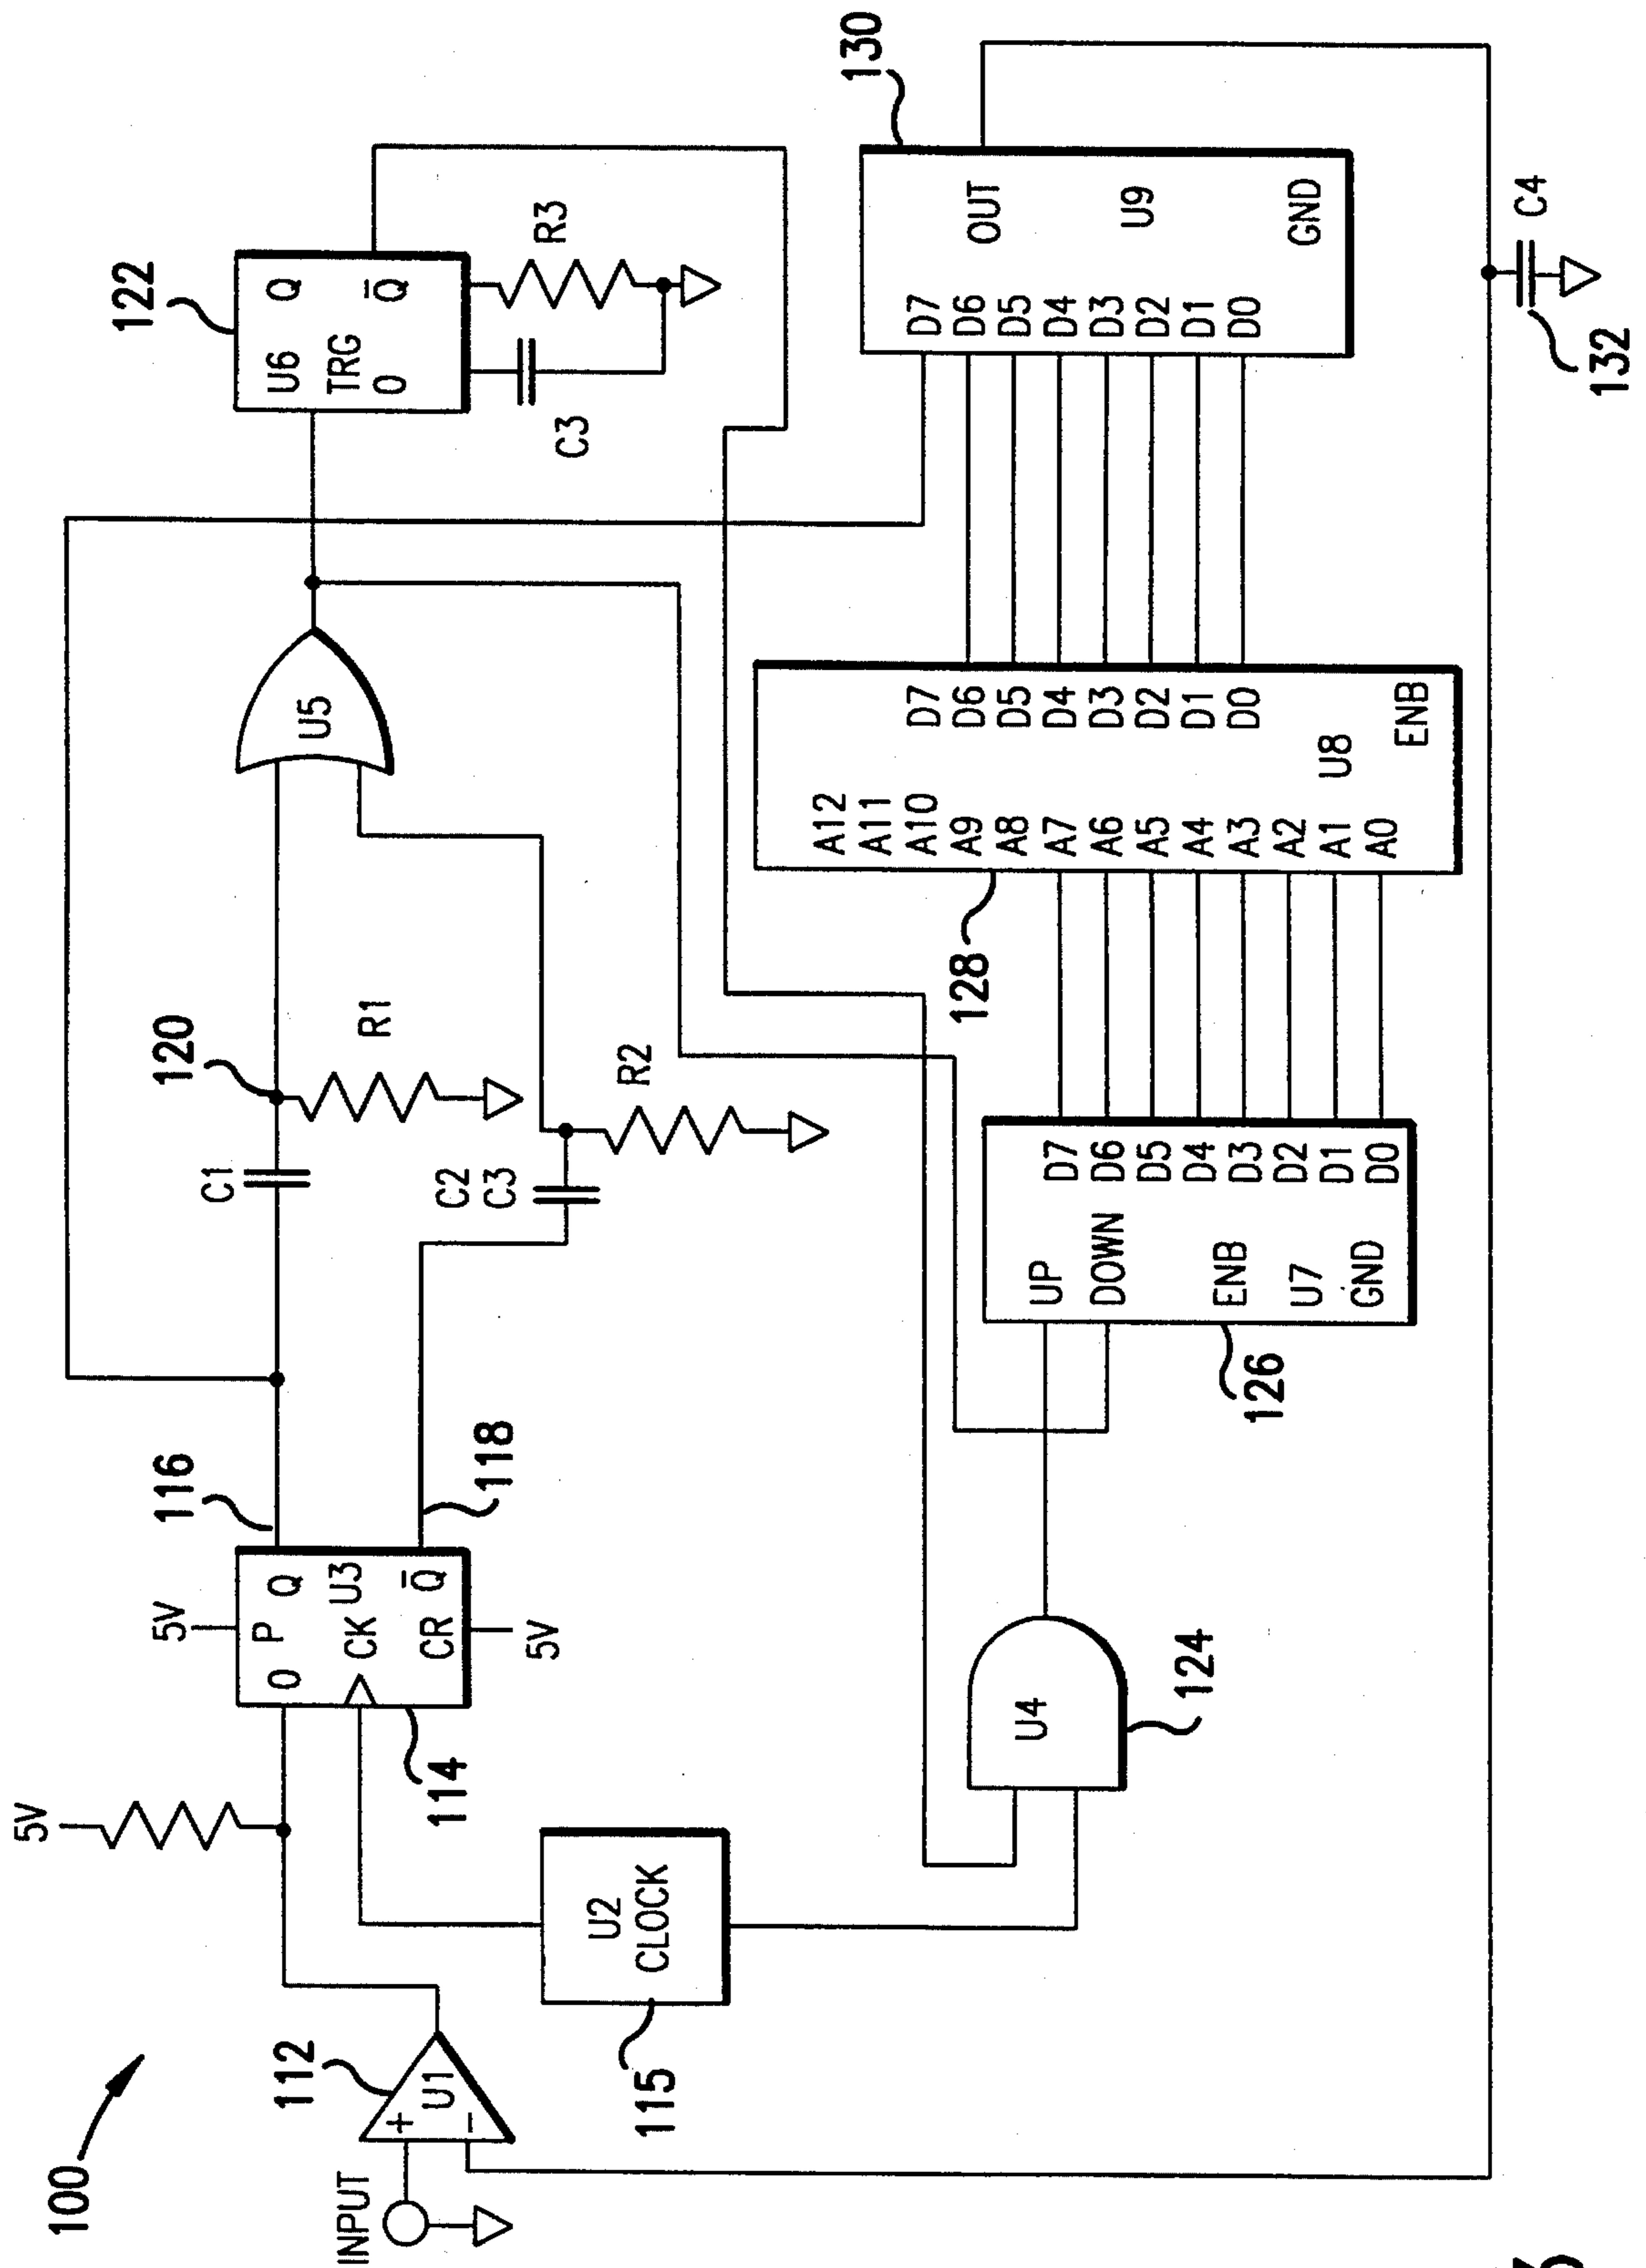 100
INPUT
+
−
U1
112
5V
U2
CLOCK
115
114
5V
O
P
Q
CK
U3
CR
Q̅
5V
116
118
C1
120
R1
C2
C3
R2
U5
122
U6
Q
TRG
O
Q̅
C3
R3
U4
124
UP
DOWN
ENB
U7
GND
D7
D6
D5
D4
D3
D2
D1
D0
126
128
A12
A11
A10
A9
A8
A7
A6
A5
A4
A3
A2
A1
A0
D7
D6
D5
D4
D3
D2
D1
D0
U8
ENB
130
D7
D6
D5
D4
D3
D2
D1
D0
OUT
U9
GND
C4
132